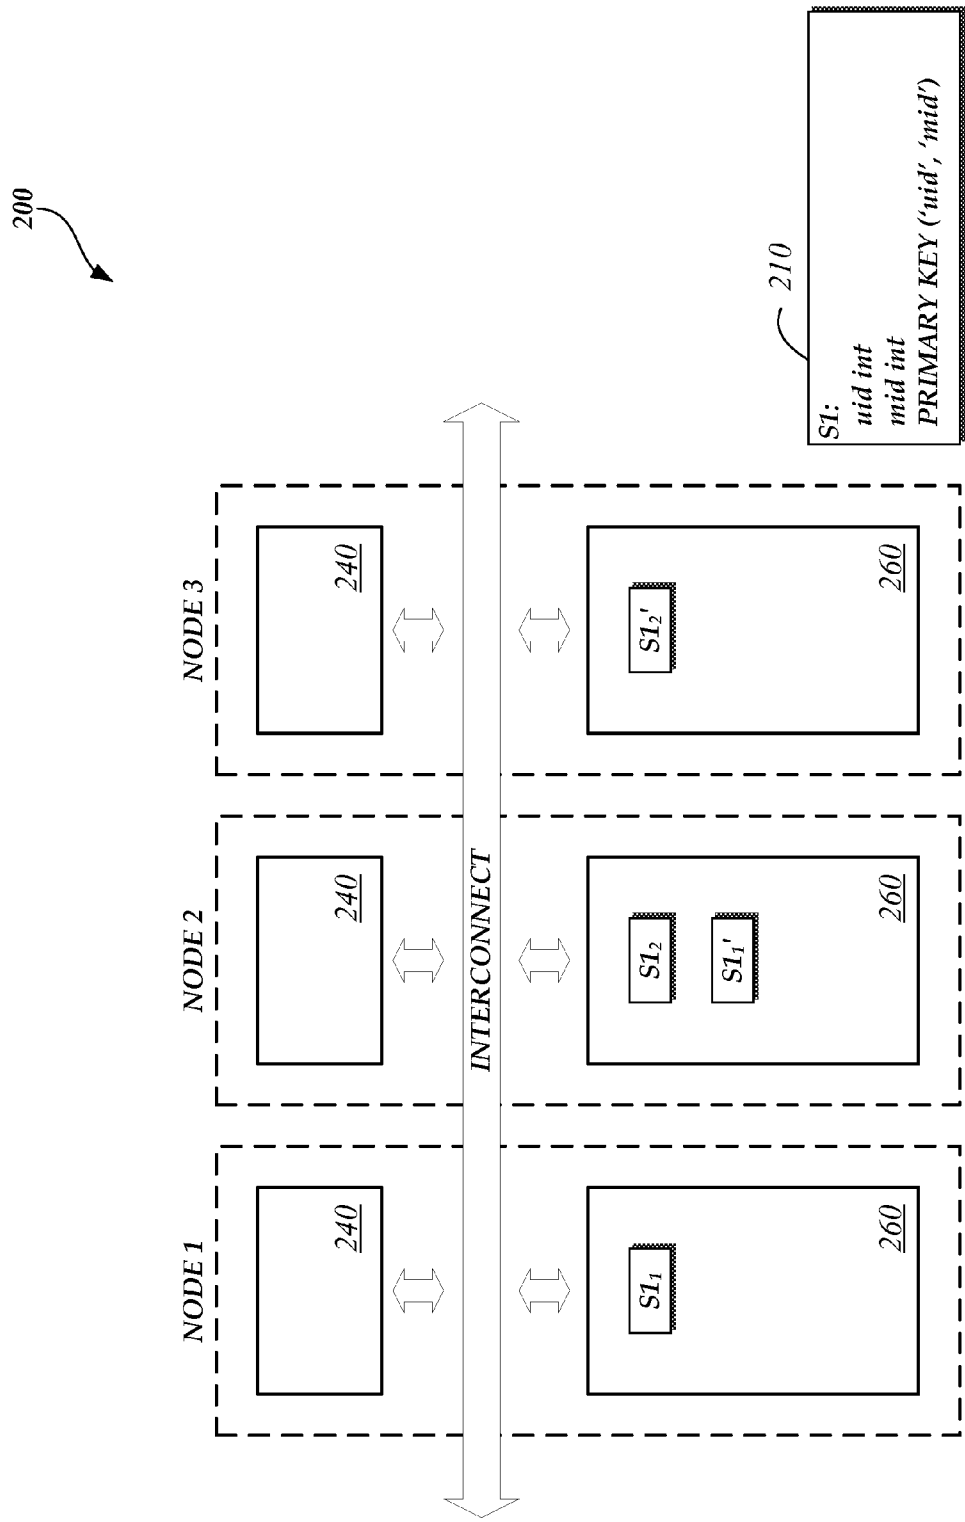 200
NODE 1
NODE 2
NODE 3
240
240
240
INTERCONNECT
S1₁
S1₂
S1₁'
S1₂'
260
260
260
210
S1:
uid int
mid int
PRIMARY KEY (‘uid’, ‘mid’)